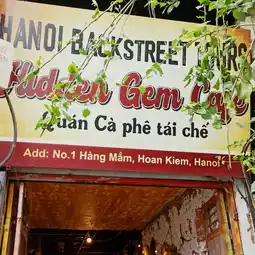 HANOI BACKSTREET TOURS
Hidden Gem Cafe
Quán Cà phê tái chế
Add: No.1 Hàng Mắm, Hoan Kiem, Hanoi